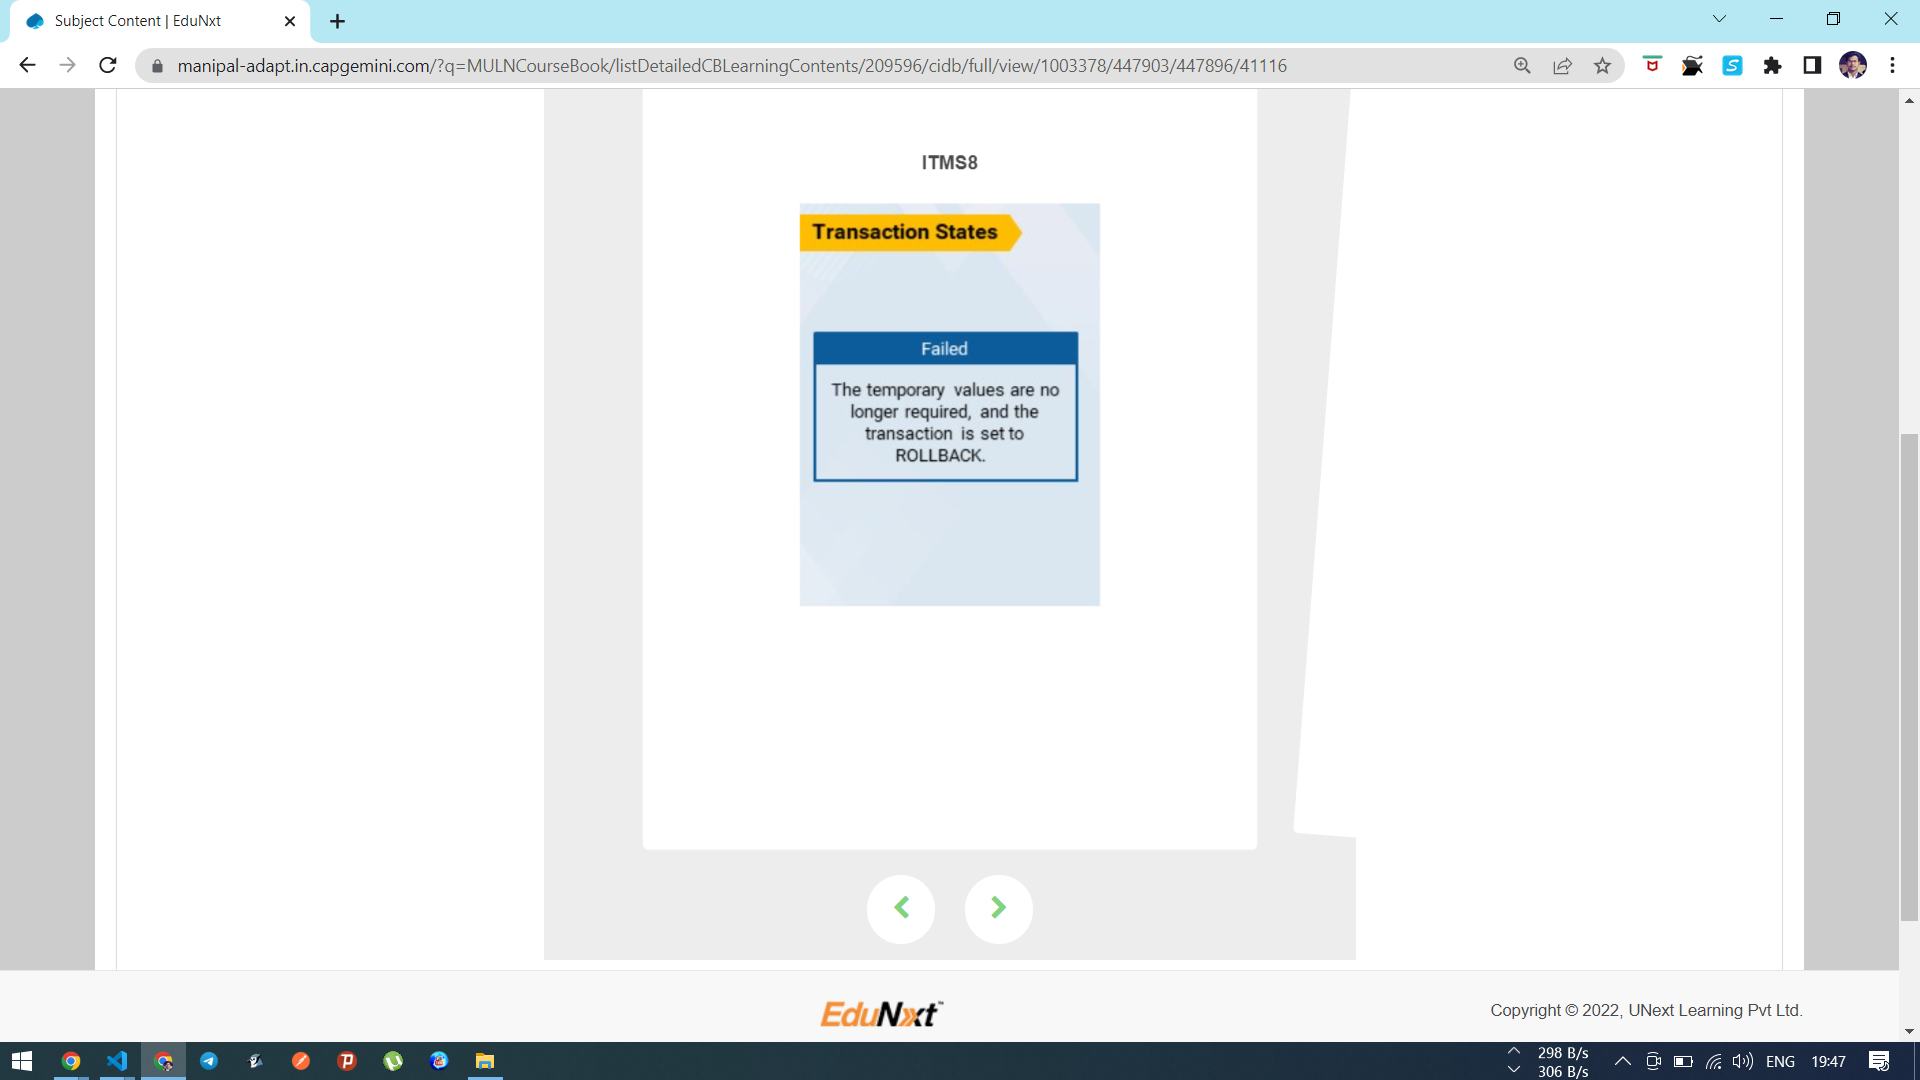 Subject Content | EduNxt
manipal-adapt.in.capgemini.com/?q=MULNCourseBook/listDetailedCBLearningContents/209596/cidb/full/view/1003378/447903/447896/41116
ITMS8
Transaction States
Failed
The temporary values are no
longer required, and the
transaction is set to
ROLLBACK.
EduNxt™
Copyright © 2022, UNext Learning Pvt Ltd.
298 B/s
306 B/s
ENG
19:47